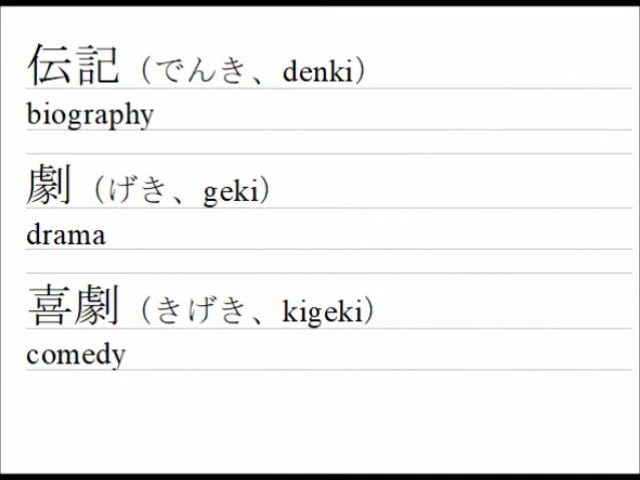 伝記（でんき、denki）
biography
劇（げき、geki）
drama
喜劇（きげき、kigeki）
comedy